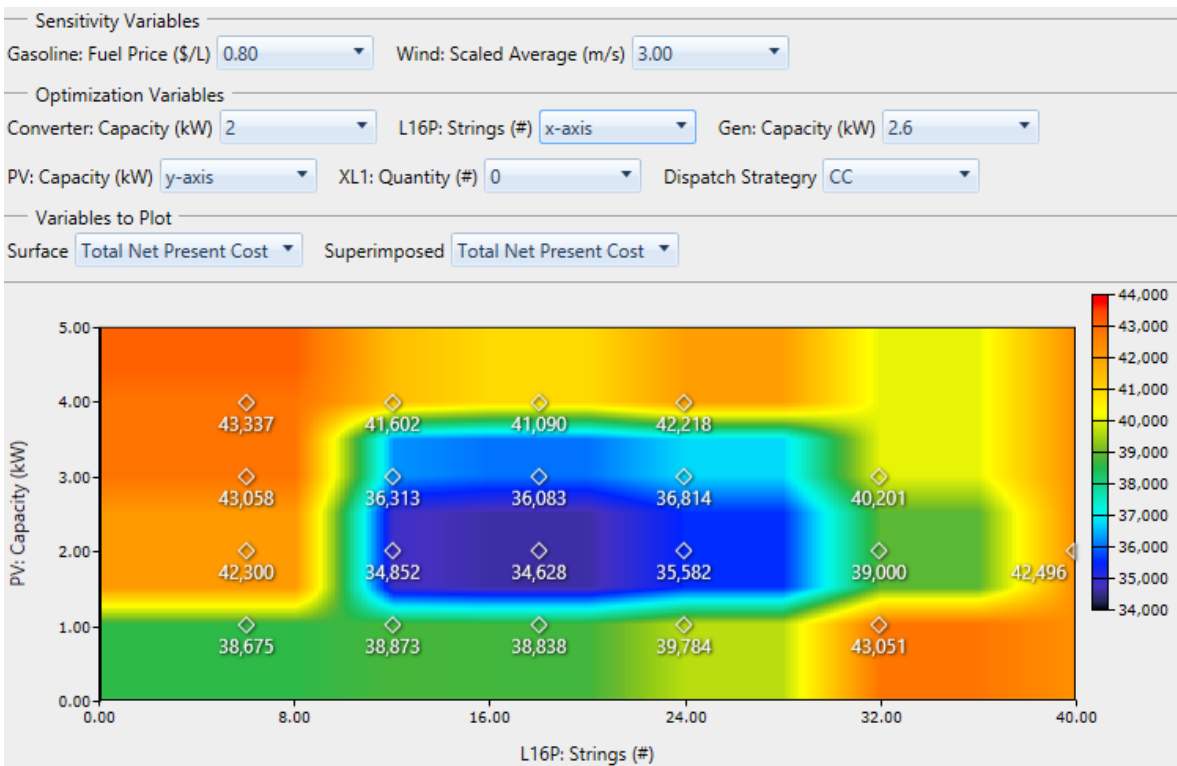 Sensitivity Variables
Gasoline: Fuel Price ($/L) 0.80 Wind: Scaled Average (m/s) 3.00
Optimization Variables
Converter: Capacity (kW) 2 L16P: Strings (#) x-axis Gen: Capacity (kW) 2.6
PV: Capacity (kW) y-axis XL1: Quantity (#) 0 Dispatch Strategry CC
Variables to Plot
Surface Total Net Present Cost Superimposed Total Net Present Cost
44,000
43,000
42,000
41,000
40,000
39,000
38,000
37,000
36,000
35,000
34,000
PV: Capacity (kW)
5.00
4.00
3.00
2.00
1.00
0.00
43,337 41,602 41,090 42,218
43,058 36,313 36,083 36,814 40,201
42,300 34,852 34,628 35,582 39,000 42,496
38,675 38,873 38,838 39,784 43,051
0.00 8.00 16.00 24.00 32.00 40.00
L16P: Strings (#)